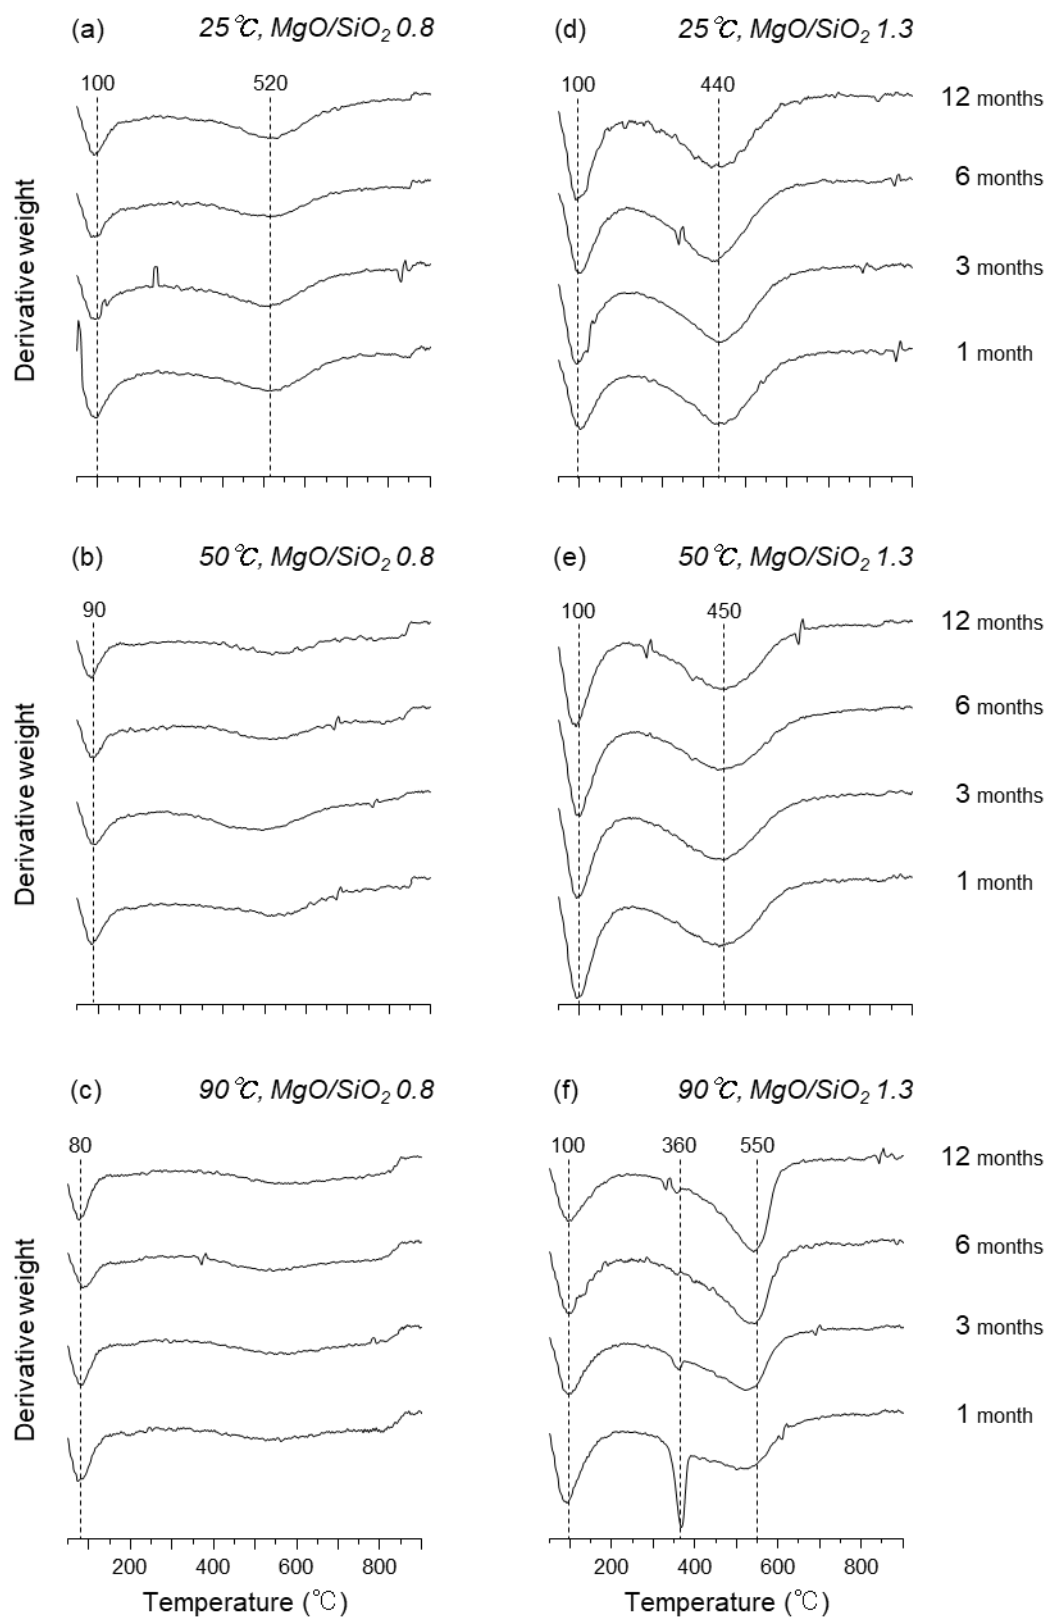 (a) 25℃, MgO/SiO₂ 0.8
(d) 25℃, MgO/SiO₂ 1.3
100 520
100 440
12 months
6 months
3 months
1 month
Derivative weight
(b) 50℃, MgO/SiO₂ 0.8
(e) 50℃, MgO/SiO₂ 1.3
90
100 450
12 months
6 months
3 months
1 month
Derivative weight
(c) 90℃, MgO/SiO₂ 0.8
(f) 90℃, MgO/SiO₂ 1.3
80
100 360 550
12 months
6 months
3 months
1 month
Derivative weight
200 400 600 800
200 400 600 800
Temperature (℃)
Temperature (℃)